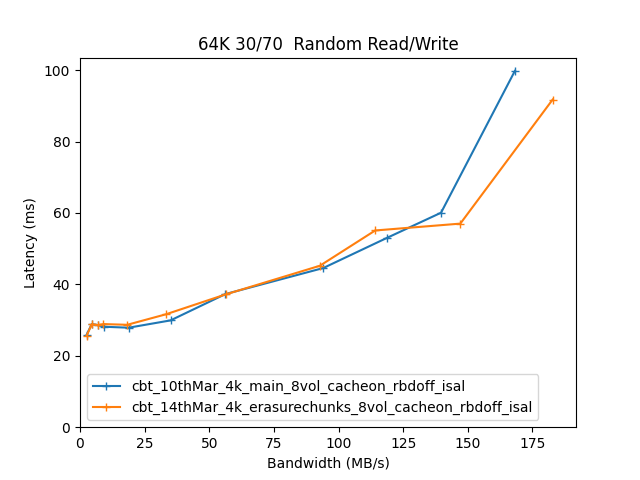 64K 30/70  Random Read/Write
Latency (ms)
100
80
60
40
20
0
0 25 50 75 100 125 150 175
Bandwidth (MB/s)
cbt_10thMar_4k_main_8vol_cacheon_rbdoff_isal
cbt_14thMar_4k_erasurechunks_8vol_cacheon_rbdoff_isal